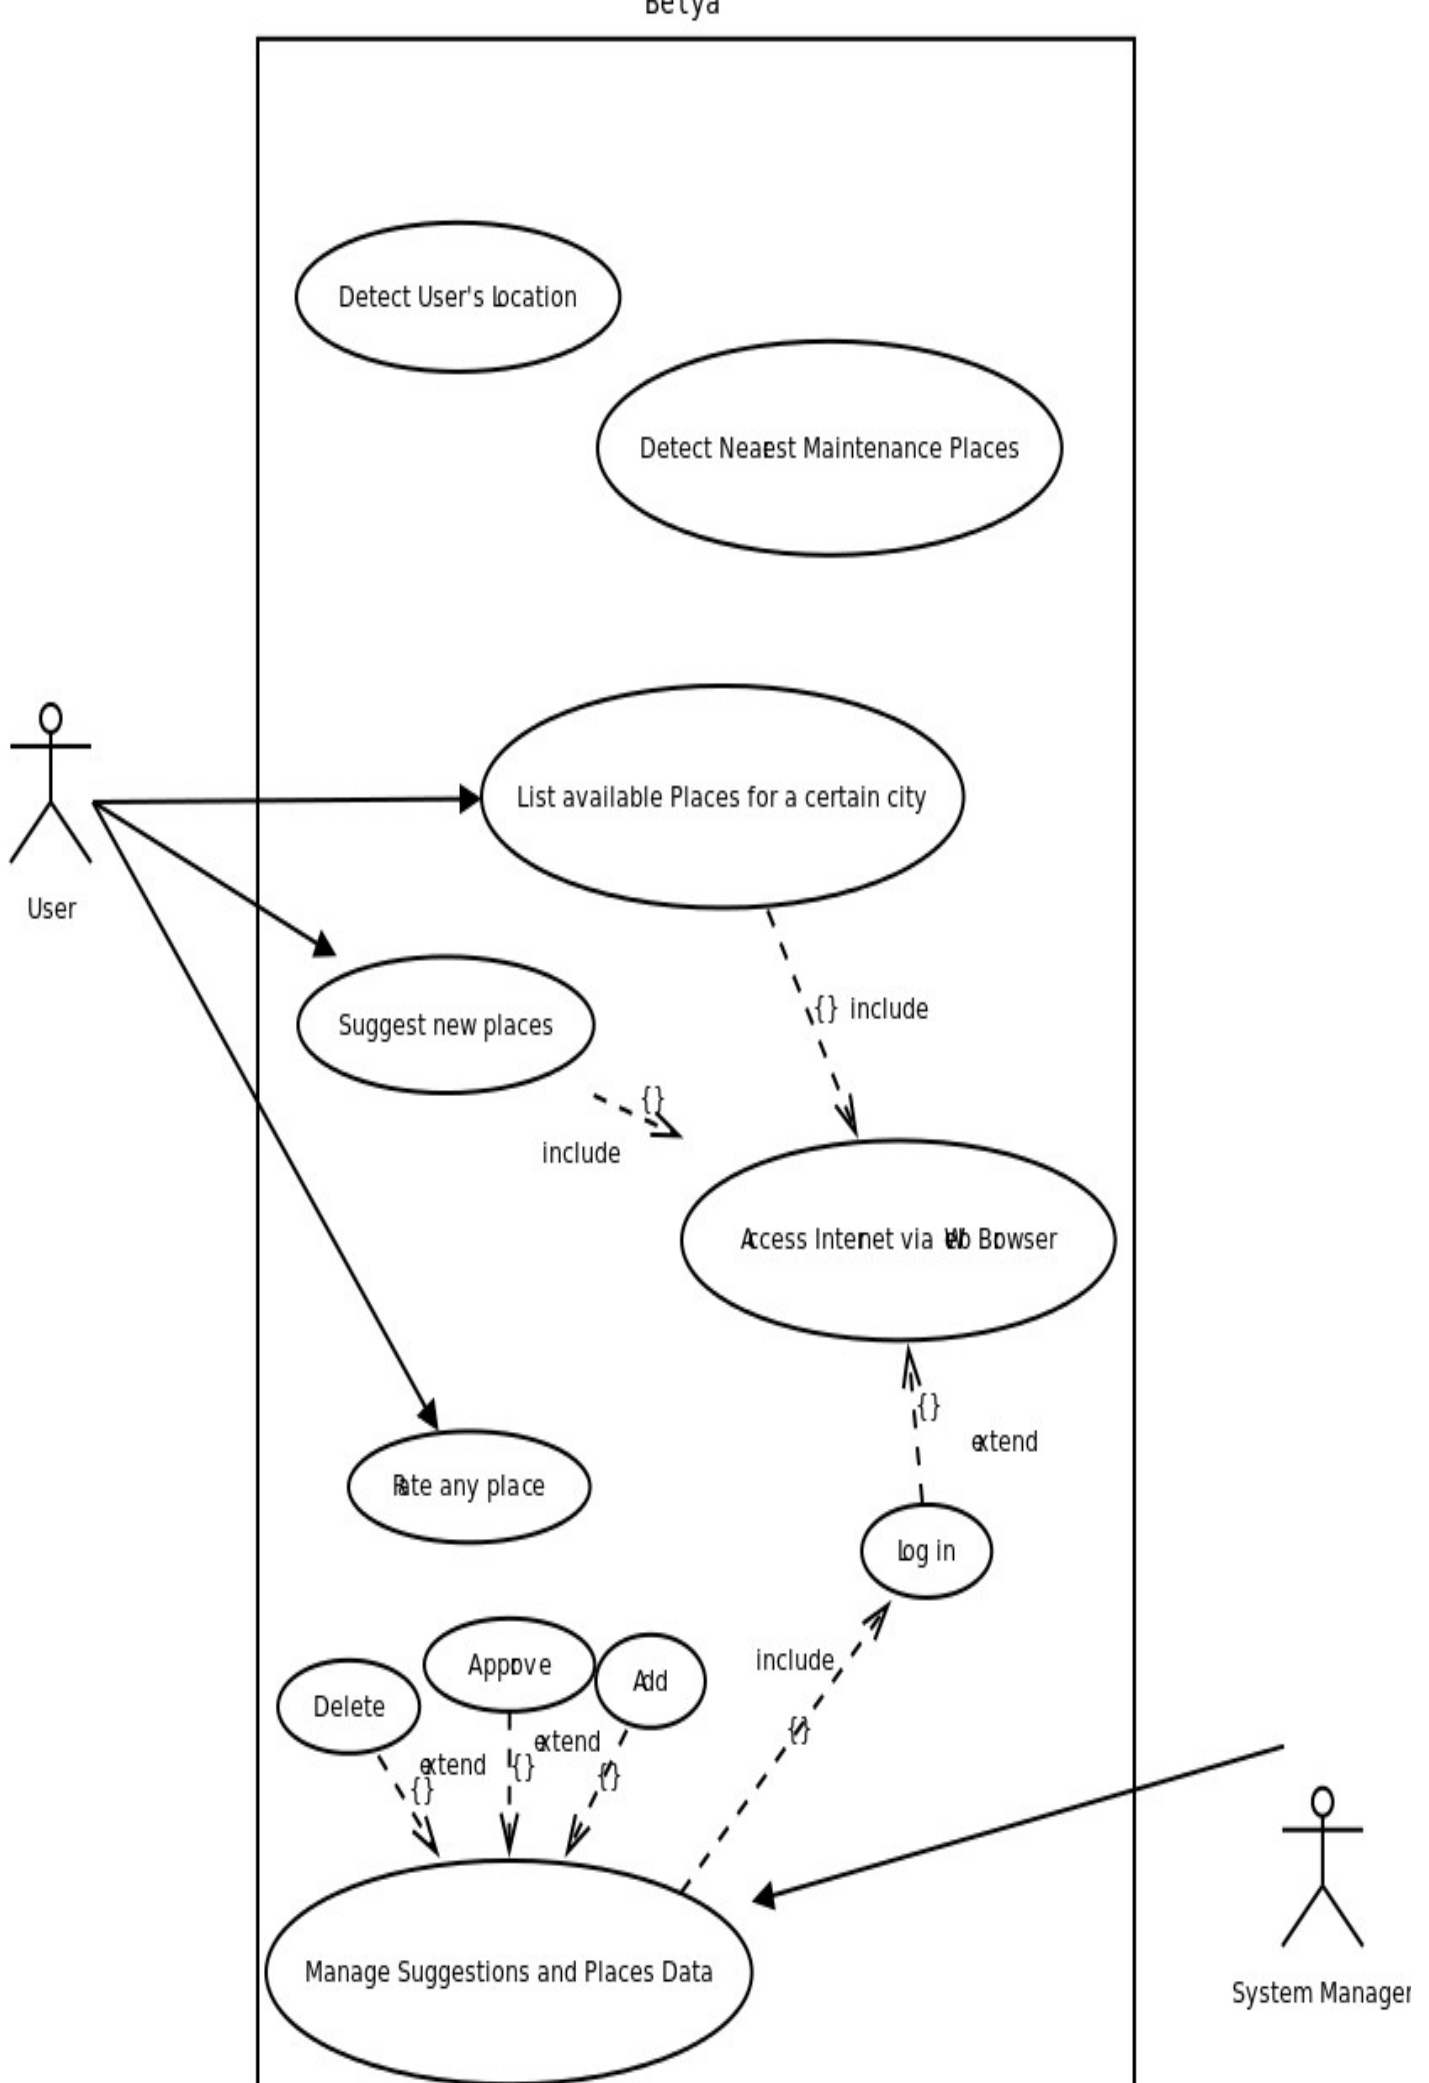 Betya
Detect User's Location
Detect Nearest Maintenance Places
List available Places for a certain city
User
{} include
Suggest new places
{}
include
Access Internet via Web Browser
{}
extend
Rate any place
Log in
include
Approve
Add
Delete
{}
extend
extend
{}
{}
{}
Manage Suggestions and Places Data
System Manager